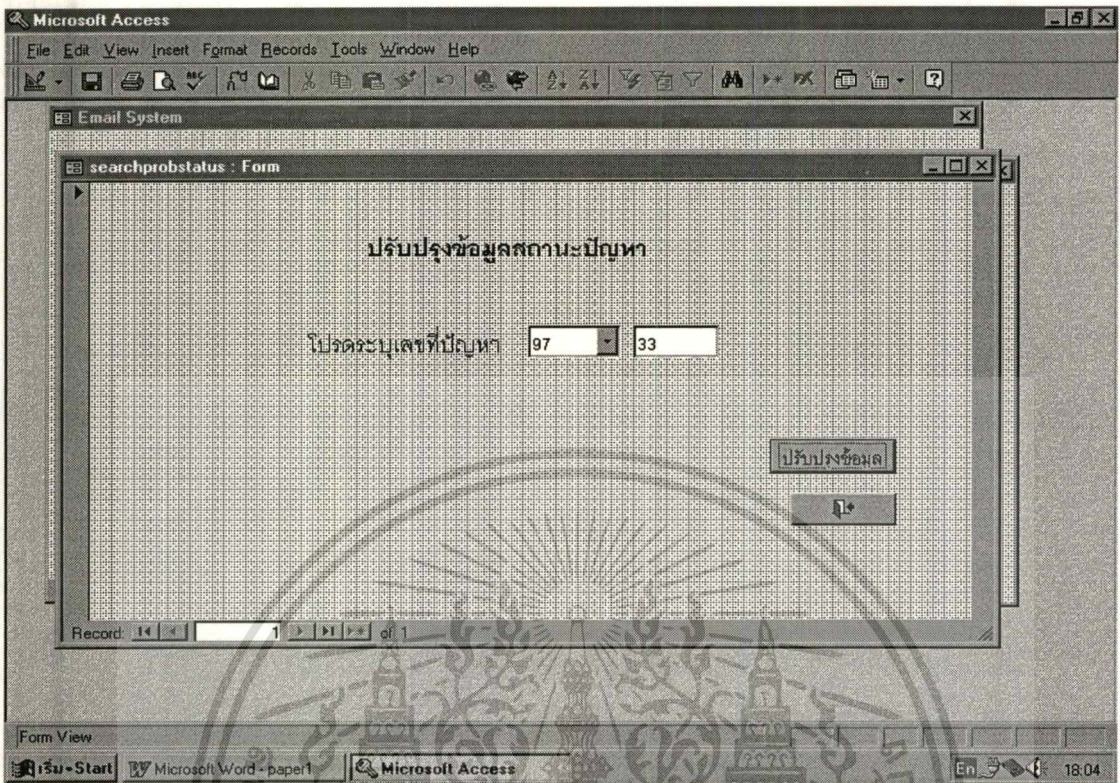 Microsoft Access
File Edit View Insert Format Records Tools Window Help
Email System
searchprobstatus : Form
ปรับปรุงข้อมูลสถานะปัญหา
โปรดระบุเลขที่ปัญหา 97 33
ปรับปรุงข้อมูล
Record: 1 of 1
Form View
เริ่ม-Start Microsoft Word - paper1 Microsoft Access En 18:04